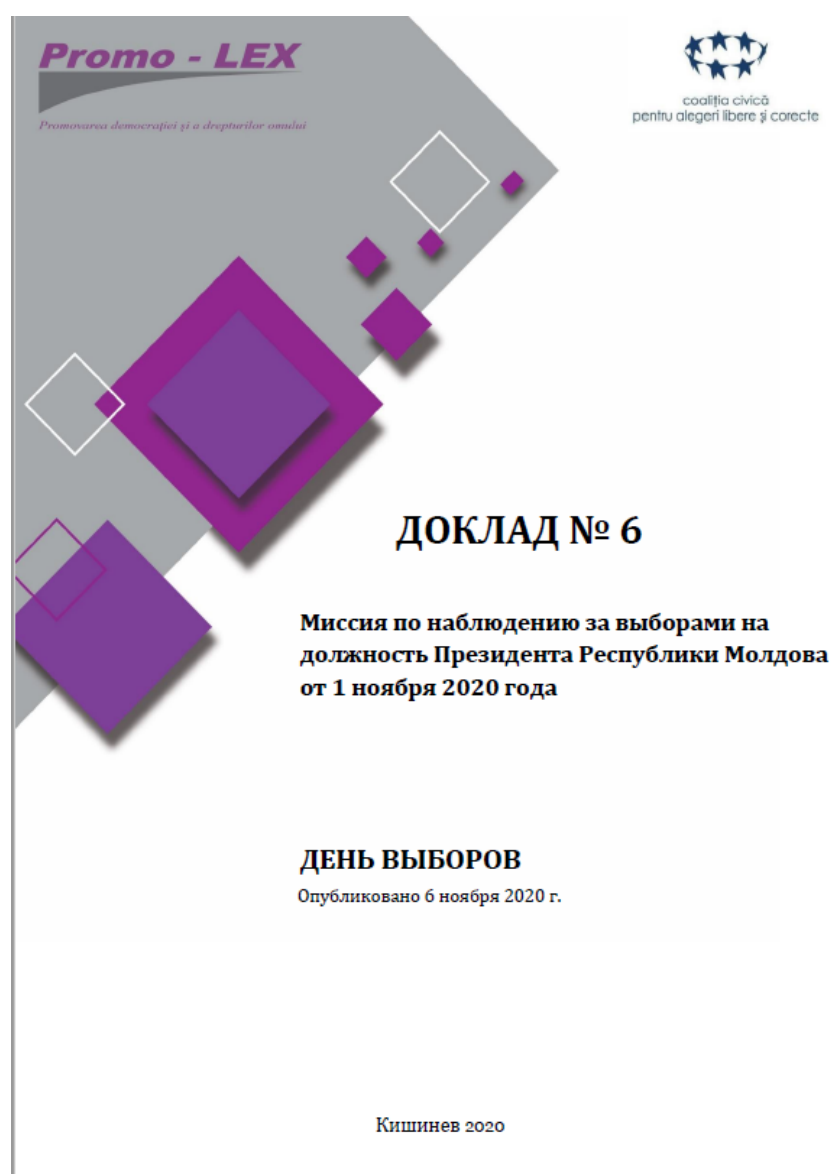 Promo - LEX
Promovarea democrației și a drepturilor omului
coaliția civică
pentru alegeri libere și corecte
ДОКЛАД № 6
Миссия по наблюдению за выборами на
должность Президента Республики Молдова
от 1 ноября 2020 года
ДЕНЬ ВЫБОРОВ
Опубликовано 6 ноября 2020 г.
Кишинев 2020